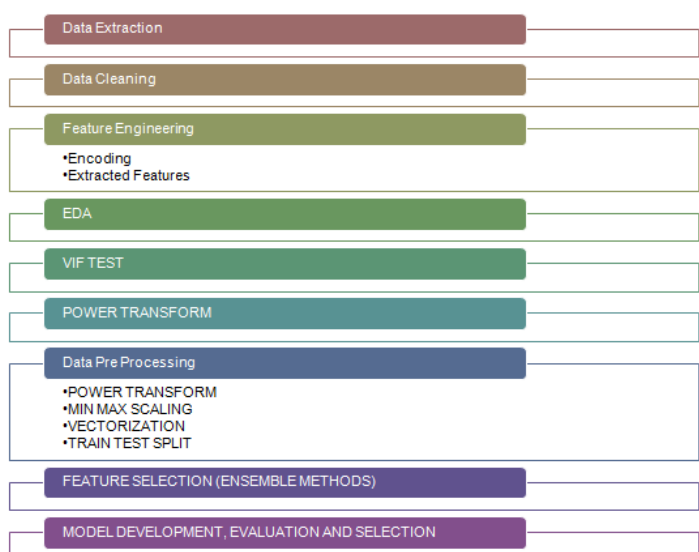 Data Extraction
Data Cleaning
Feature Engineering
•Encoding
•Extracted Features
EDA
VIF TEST
POWER TRANSFORM
Data Pre Processing
•POWER TRANSFORM
•MIN MAX SCALING
•VECTORIZATION
•TRAIN TEST SPLIT
FEATURE SELECTION (ENSEMBLE METHODS)
MODEL DEVELOPMENT, EVALUATION AND SELECTION